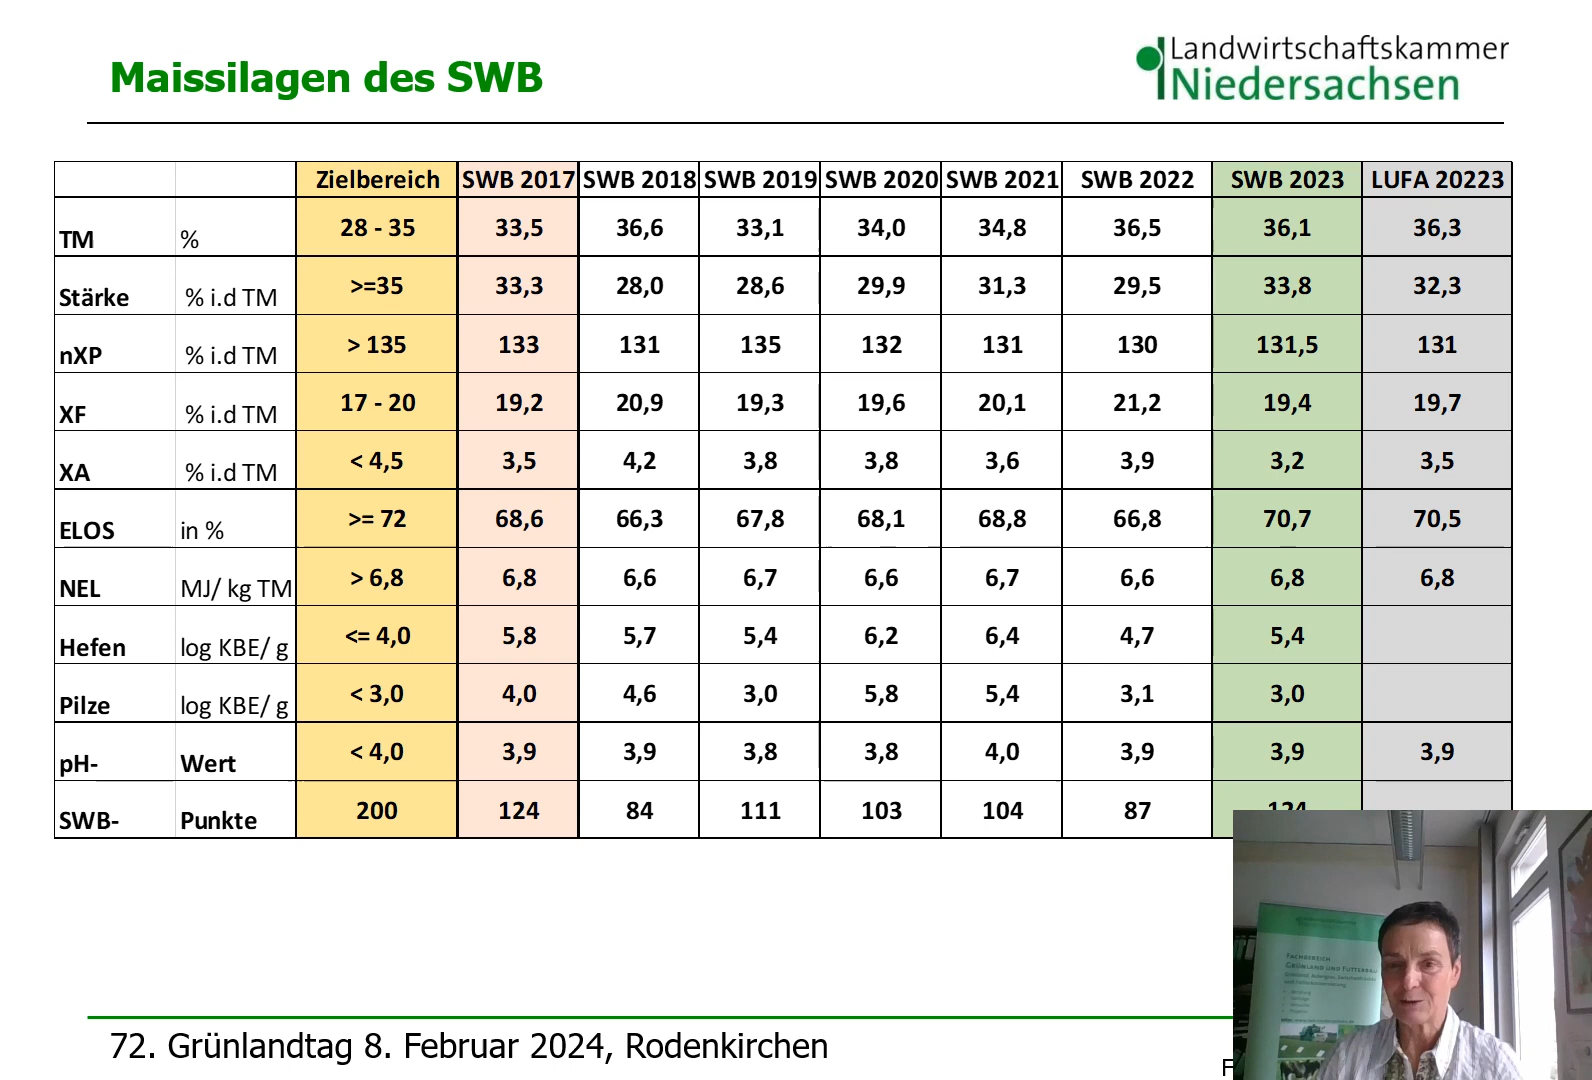 Maissilagen des SWB
Landwirtschaftskammer
Niedersachsen
Zielbereich SWB 2017 SWB 2018 SWB 2019 SWB 2020 SWB 2021 SWB 2022 SWB 2023 LUFA 20223
TM % 28 - 35 33,5 36,6 33,1 34,0 34,8 36,5 36,1 36,3
Stärke % i.d TM >=35 33,3 28,0 28,6 29,9 31,3 29,5 33,8 32,3
nXP % i.d TM > 135 133 131 135 132 131 130 131,5 131
XF % i.d TM 17 - 20 19,2 20,9 19,3 19,6 20,1 21,2 19,4 19,7
XA % i.d TM < 4,5 3,5 4,2 3,8 3,8 3,6 3,9 3,2 3,5
ELOS in % >= 72 68,6 66,3 67,8 68,1 68,8 66,8 70,7 70,5
NEL MJ/ kg TM > 6,8 6,8 6,6 6,7 6,6 6,7 6,6 6,8 6,8
Hefen log KBE/ g <= 4,0 5,8 5,7 5,4 6,2 6,4 4,7 5,4
Pilze log KBE/ g < 3,0 4,0 4,6 3,0 5,8 5,4 3,1 3,0
pH- Wert < 4,0 3,9 3,9 3,8 3,8 4,0 3,9 3,9 3,9
SWB- Punkte 200 124 84 111 103 104 87 124
FACHBEREICH
GRÜNLAND UND FUTTERBAU
72. Grünlandtag 8. Februar 2024, Rodenkirchen
F